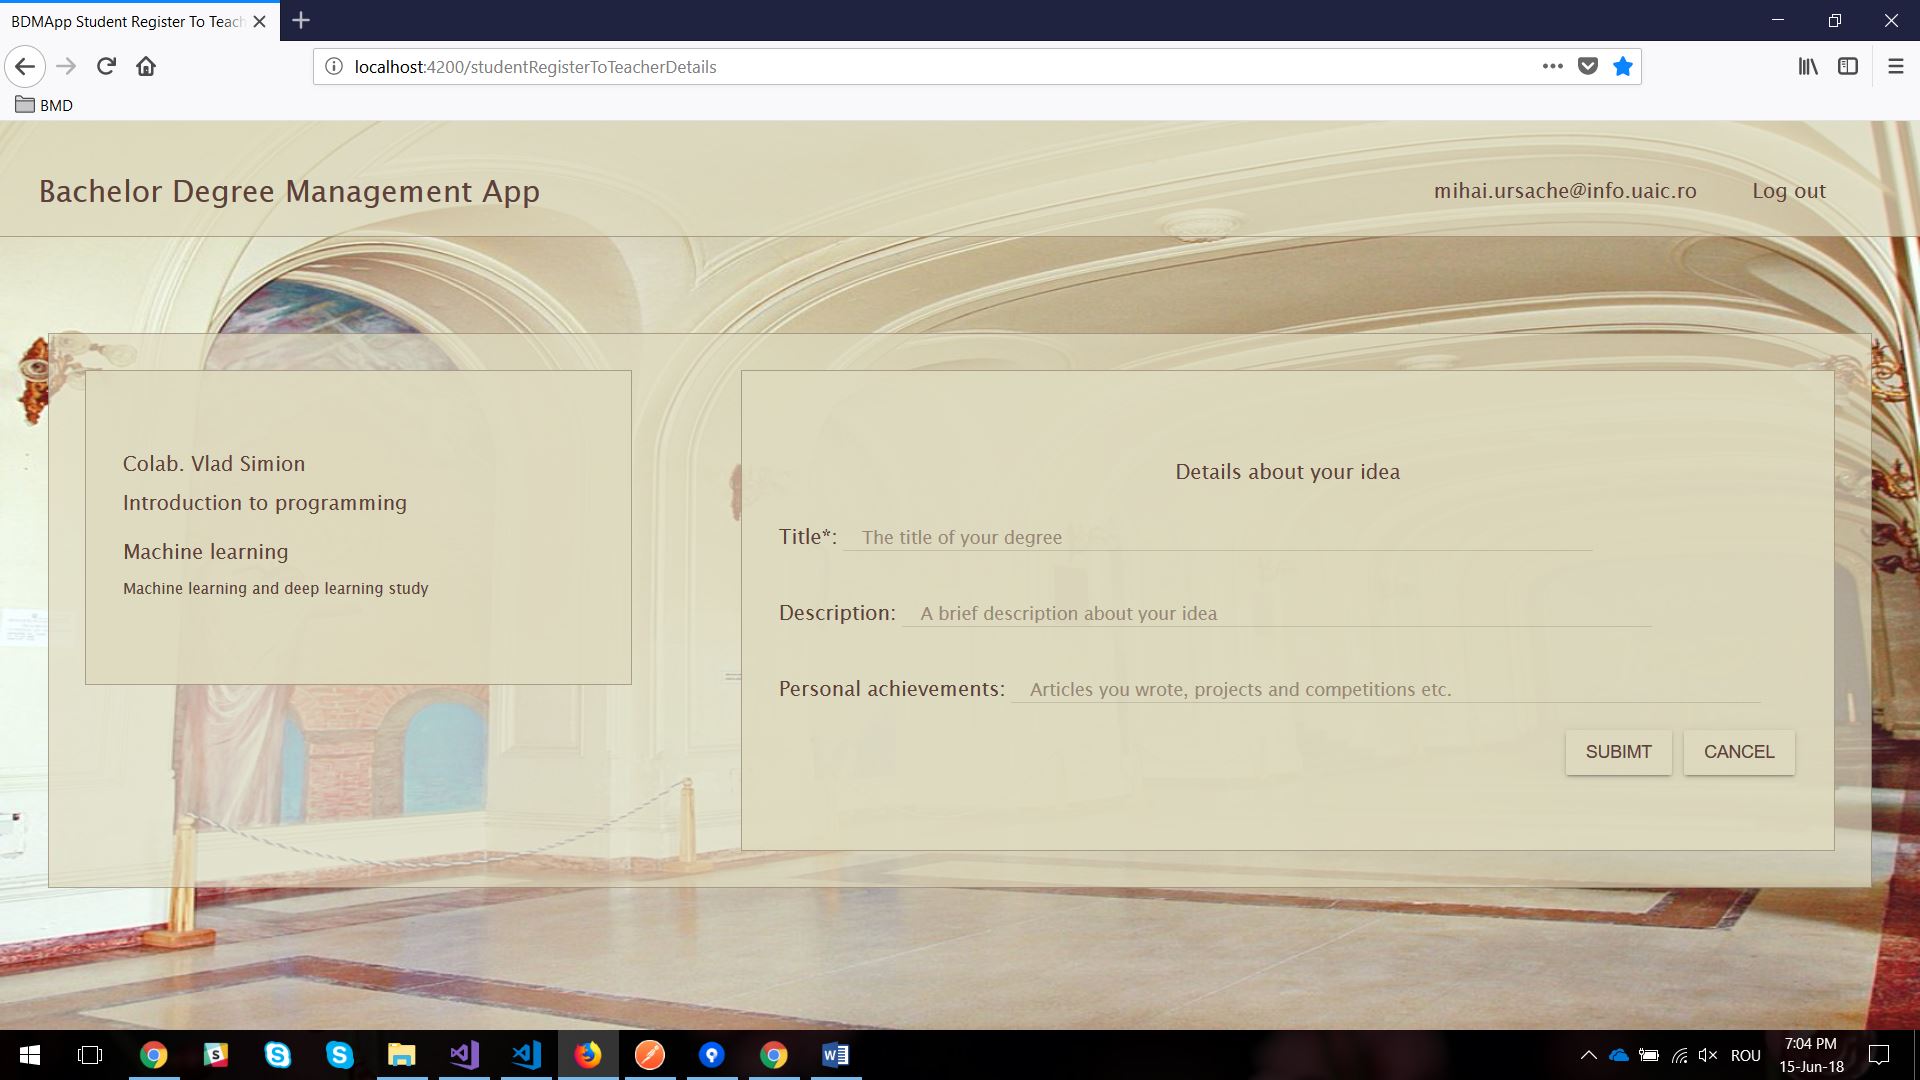 BDMApp Student Register To Teach
localhost:4200/studentRegisterToTeacherDetails
BMD
Bachelor Degree Management App
mihai.ursache@info.uaic.ro
Log out
Colab. Vlad Simion
Introduction to programming
Machine learning
Machine learning and deep learning study
Details about your idea
Title*: The title of your degree
Description: A brief description about your idea
Personal achievements: Articles you wrote, projects and competitions etc.
SUBIMT
CANCEL
ROU
7:04 PM
15-Jun-18